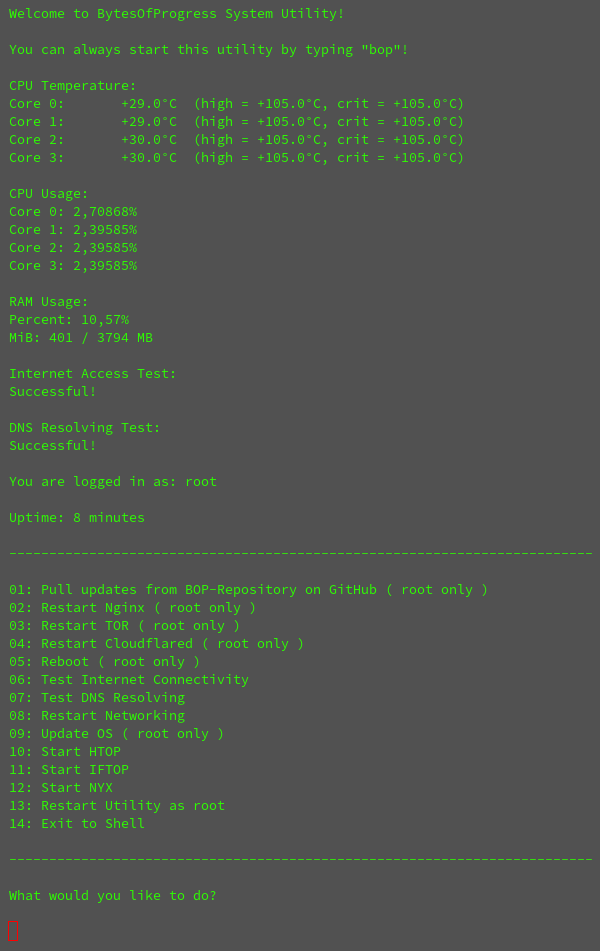 Welcome to BytesOfProgress System Utility!
You can always start this utility by typing "bop"!
CPU Temperature:
Core 0:       +29.0°C  (high = +105.0°C, crit = +105.0°C)
Core 1:       +29.0°C  (high = +105.0°C, crit = +105.0°C)
Core 2:       +30.0°C  (high = +105.0°C, crit = +105.0°C)
Core 3:       +30.0°C  (high = +105.0°C, crit = +105.0°C)
CPU Usage:
Core 0: 2,70868%
Core 1: 2,39585%
Core 2: 2,39585%
Core 3: 2,39585%
RAM Usage:
Percent: 10,57%
MiB: 401 / 3794 MB
Internet Access Test:
Successful!
DNS Resolving Test:
Successful!
You are logged in as: root
Uptime: 8 minutes
-------------------------------------------------------------------------
01: Pull updates from BOP-Repository on GitHub ( root only )
02: Restart Nginx ( root only )
03: Restart TOR ( root only )
04: Restart Cloudflared ( root only )
05: Reboot ( root only )
06: Test Internet Connectivity
07: Test DNS Resolving
08: Restart Networking
09: Update OS ( root only )
10: Start HTOP
11: Start IFTOP
12: Start NYX
13: Restart Utility as root
14: Exit to Shell
-------------------------------------------------------------------------
What would you like to do?